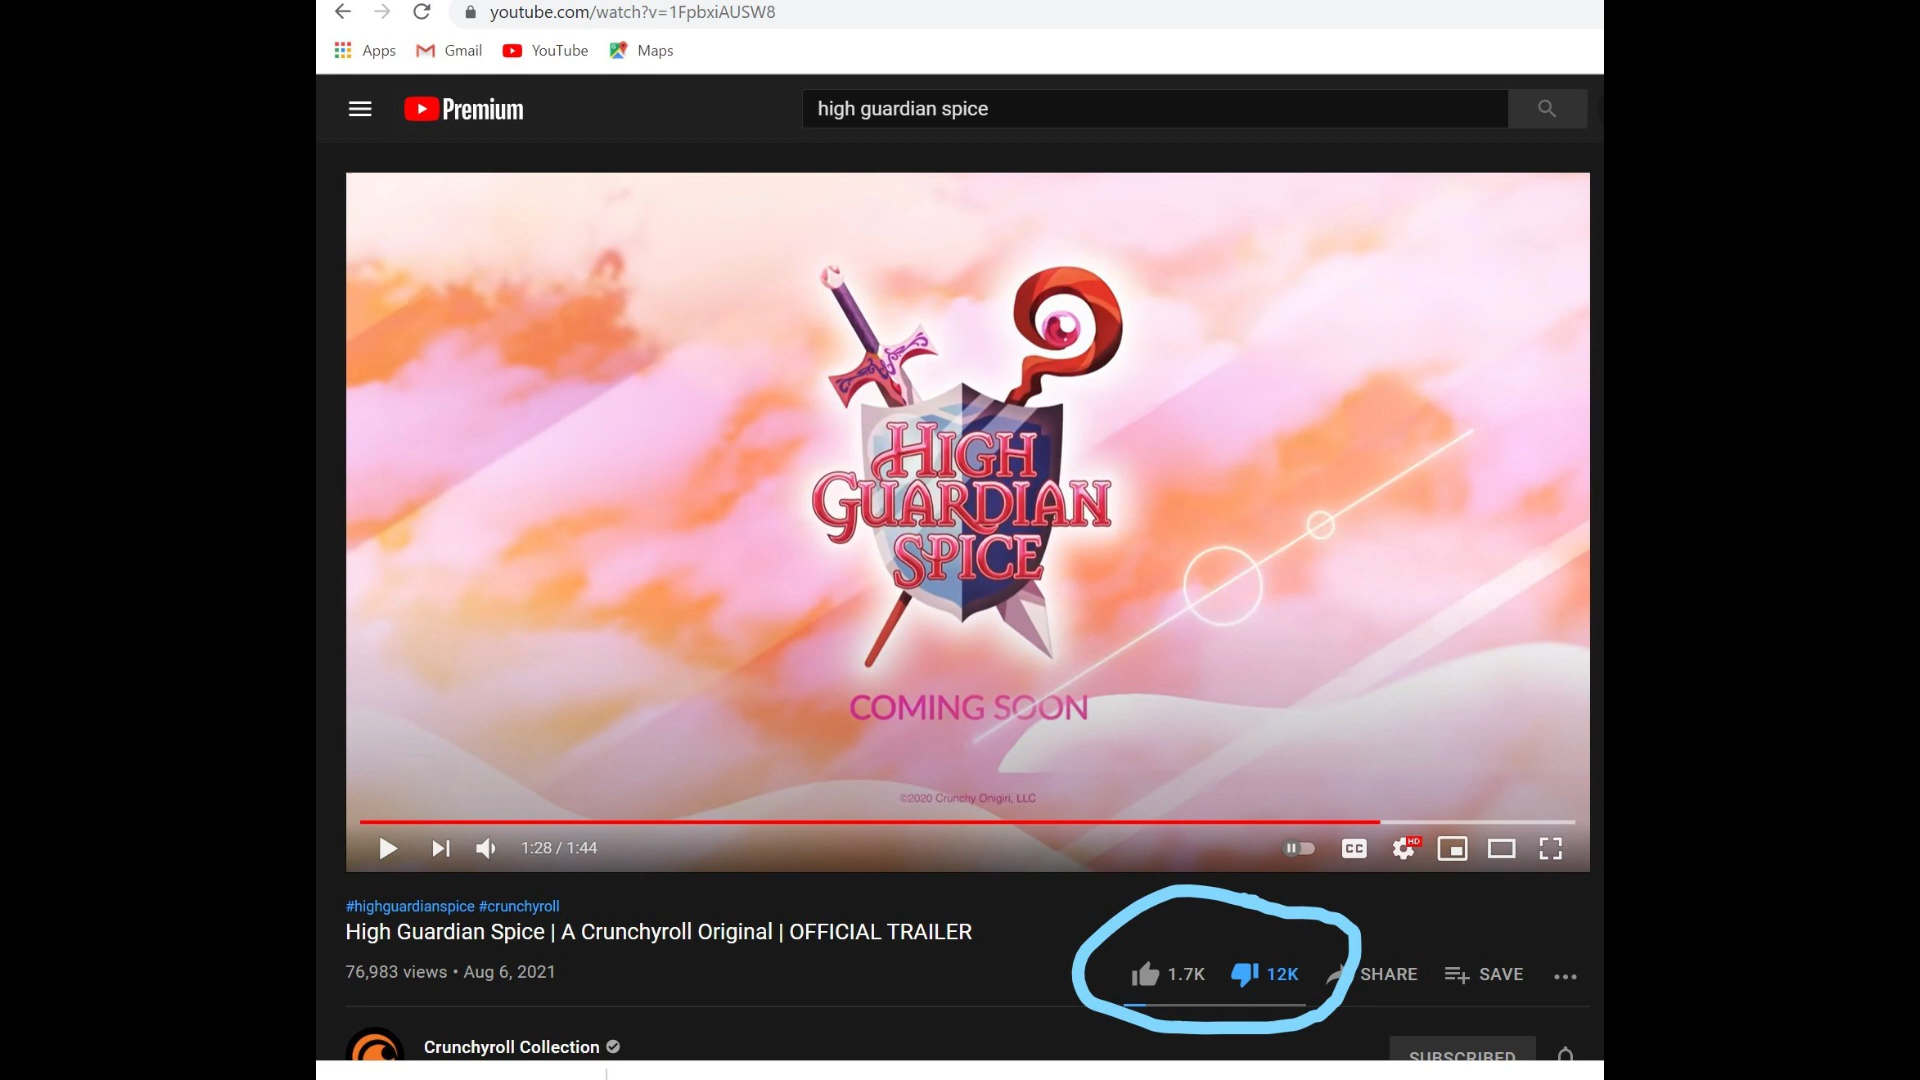 youtube.com/watch?v=1FpbxiAUSW8
Apps Gmail YouTube Maps
Premium
high guardian spice
HIGH
GUARDIAN
SPICE
COMING SOON
©2020 Crunchy Onigiri, LLC
1:28 / 1:44
CC
HD
#highguardianspice #crunchyroll
High Guardian Spice | A Crunchyroll Original | OFFICIAL TRAILER
76,983 views • Aug 6, 2021
1.7K 12K SHARE SAVE
Crunchyroll Collection
SUBSCRIBED